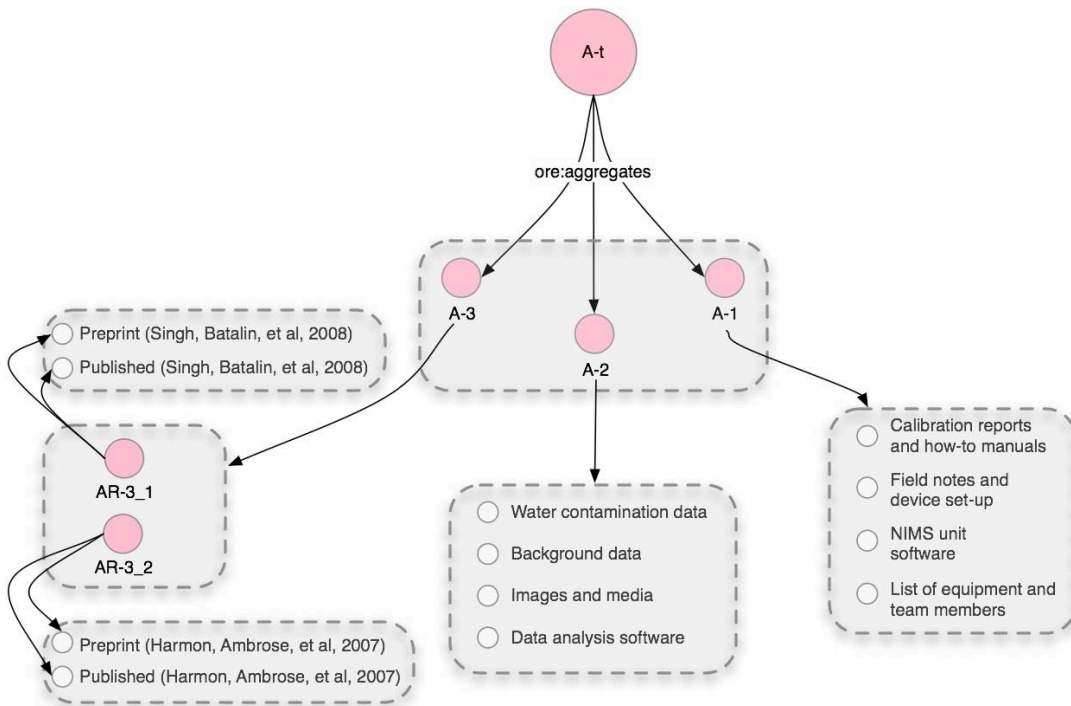 A-t
ore:aggregates
A-3
A-1
A-2
Preprint (Singh, Batalin, et al, 2008)
Published (Singh, Batalin, et al, 2008)
AR-3_1
AR-3_2
Preprint (Harmon, Ambrose, et al, 2007)
Published (Harmon, Ambrose, et al, 2007)
Water contamination data
Background data
Images and media
Data analysis software
Calibration reports
and how-to manuals
Field notes and
device set-up
NIMS unit
software
List of equipment and
team members